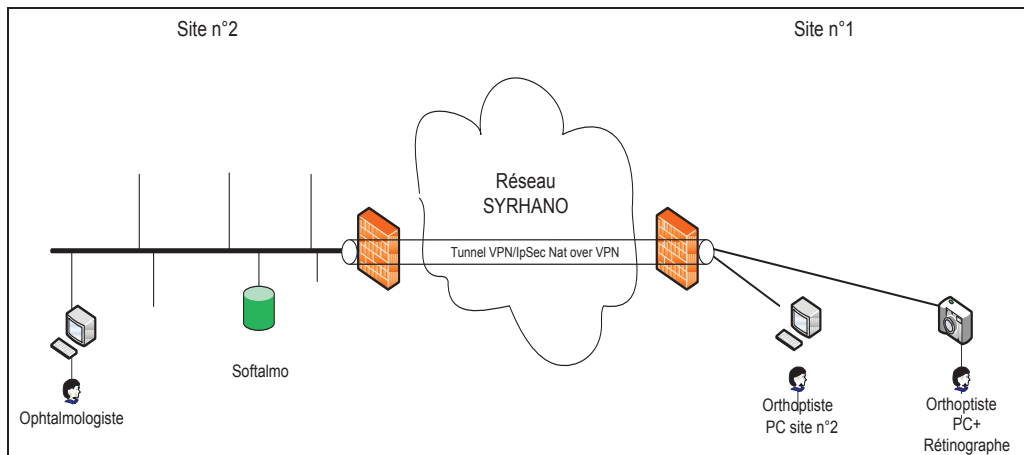 Site n°2
Site n°1
Réseau
SYRHANO
Tunnel VPN/IpSec Nat over VPN
Softalmo
Ophtalmologiste
Orthoptiste
PC site n°2
Orthoptiste
PC+
Rétinographe